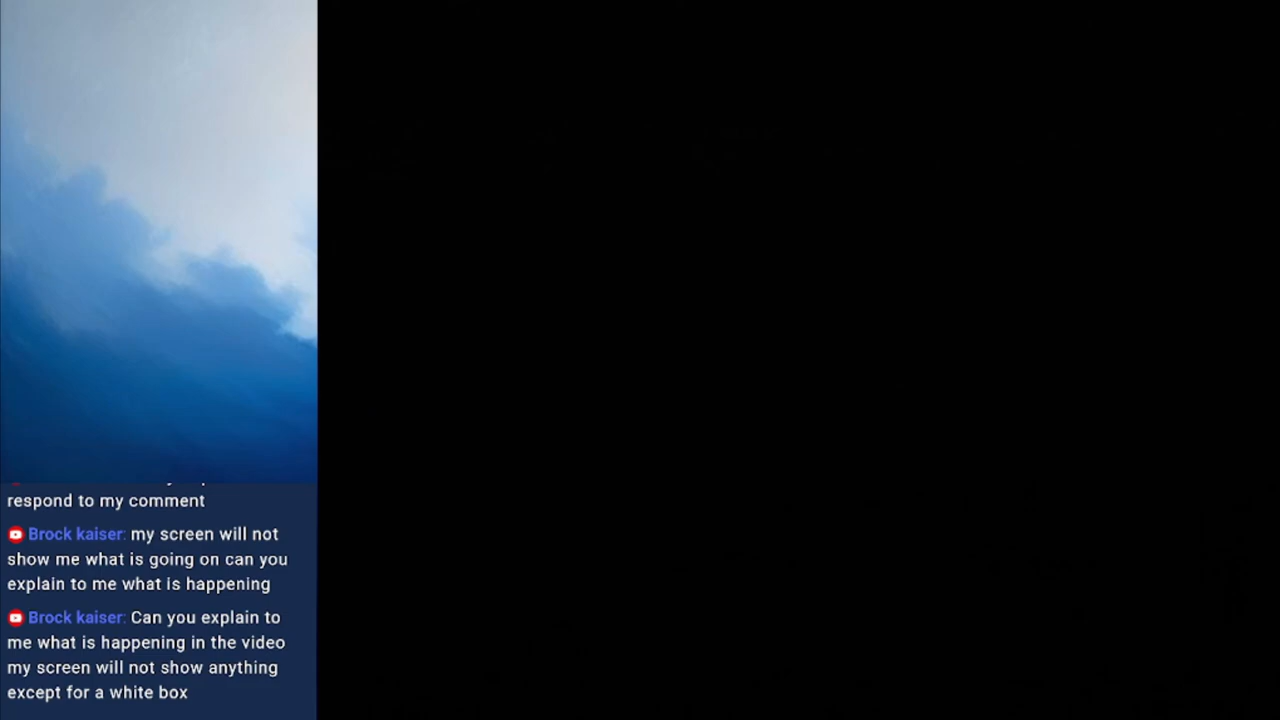 respond to my comment
Brock kaiser: my screen will not
show me what is going on can you
explain to me what is happening
Brock kaiser: Can you explain to
me what is happening in the video
my screen will not show anything
except for a white box